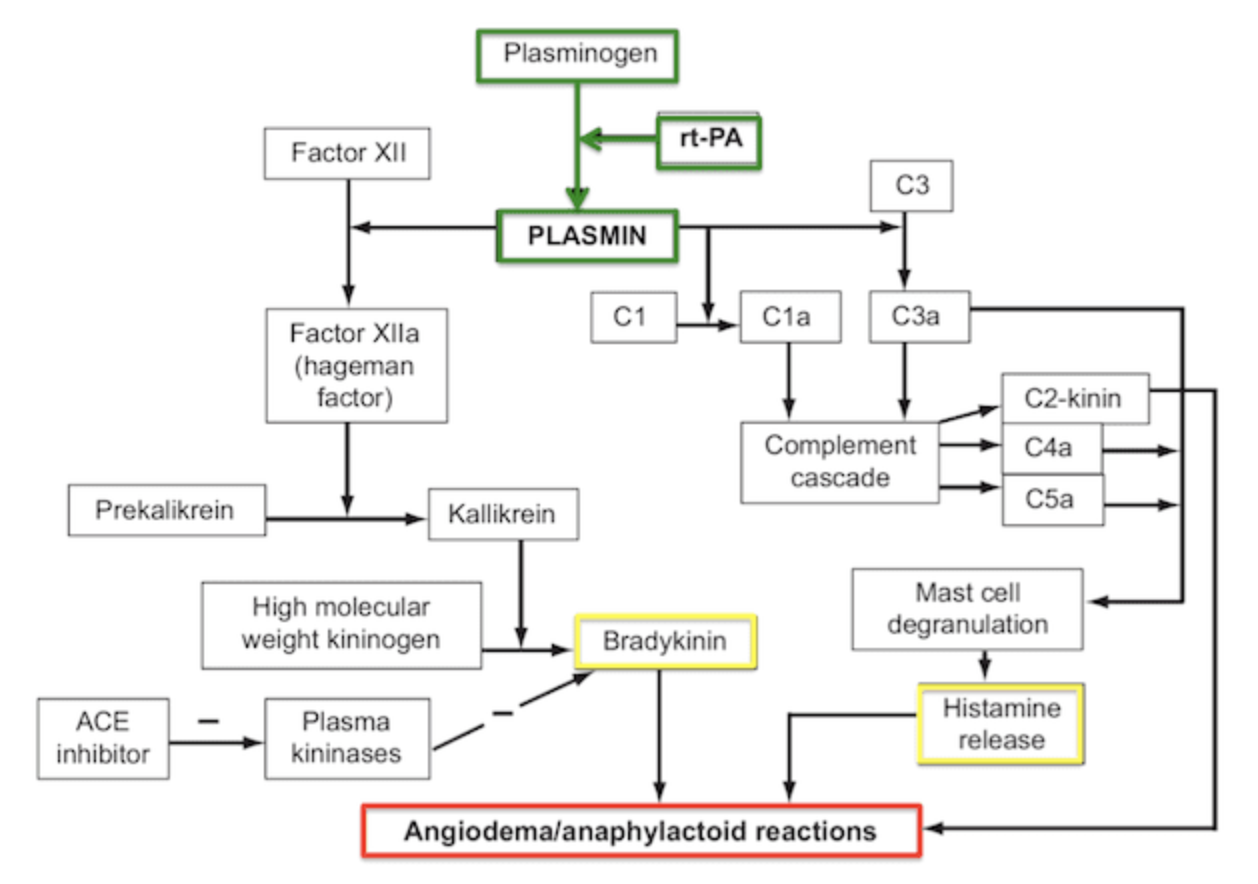 Plasminogen
rt-PA
Factor XII
C3
PLASMIN
C1
C1a
C3a
Factor XIIa
(hageman
factor)
C2-kinin
C4a
C5a
Complement
cascade
Prekalikrein
Kallikrein
High molecular
weight kininogen
Bradykinin
Mast cell
degranulation
Histamine
release
ACE
inhibitor
–
Plasma
kininases
–
Angiodema/anaphylactoid reactions